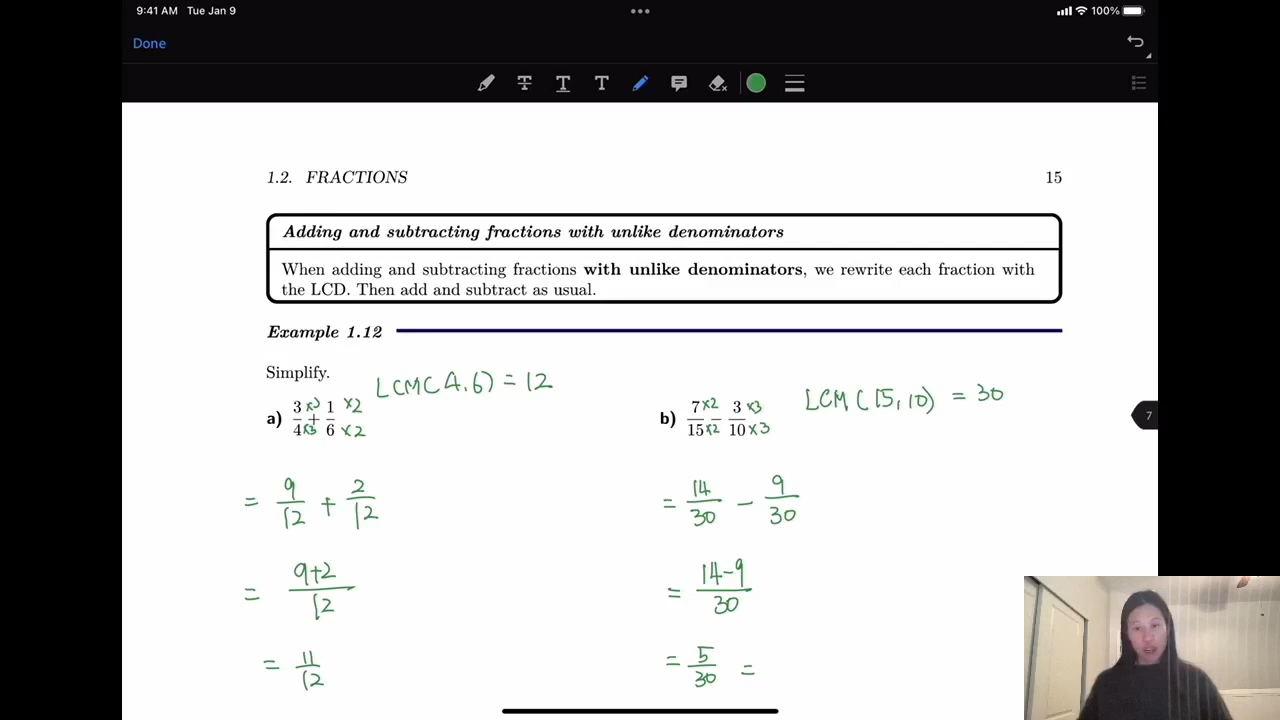 9:41 AM Tue Jan 9
100%
Done
1.2. FRACTIONS 15
Adding and subtracting fractions with unlike denominators
When adding and subtracting fractions with unlike denominators, we rewrite each fraction with
the LCD. Then add and subtract as usual.
Example 1.12
Simplify.
LCM(4,6) = 12
a) 3×3/4×3 + 1×2/6×2
= 9/12 + 2/12
= 9+2/12
= 11/12
LCM(15,10) = 30
b) 7×2/15×2 − 3×3/10×3
= 14/30 − 9/30
= 14−9/30
= 5/30 =
7